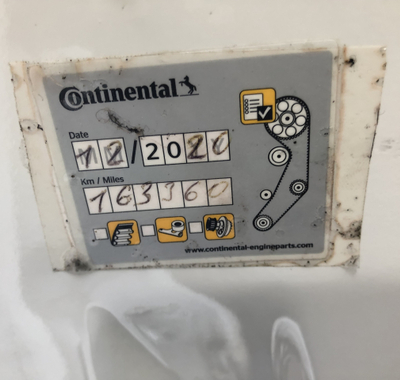 Continental
Date
12/2020
Km / Miles
163360
www.continental-engineparts.com